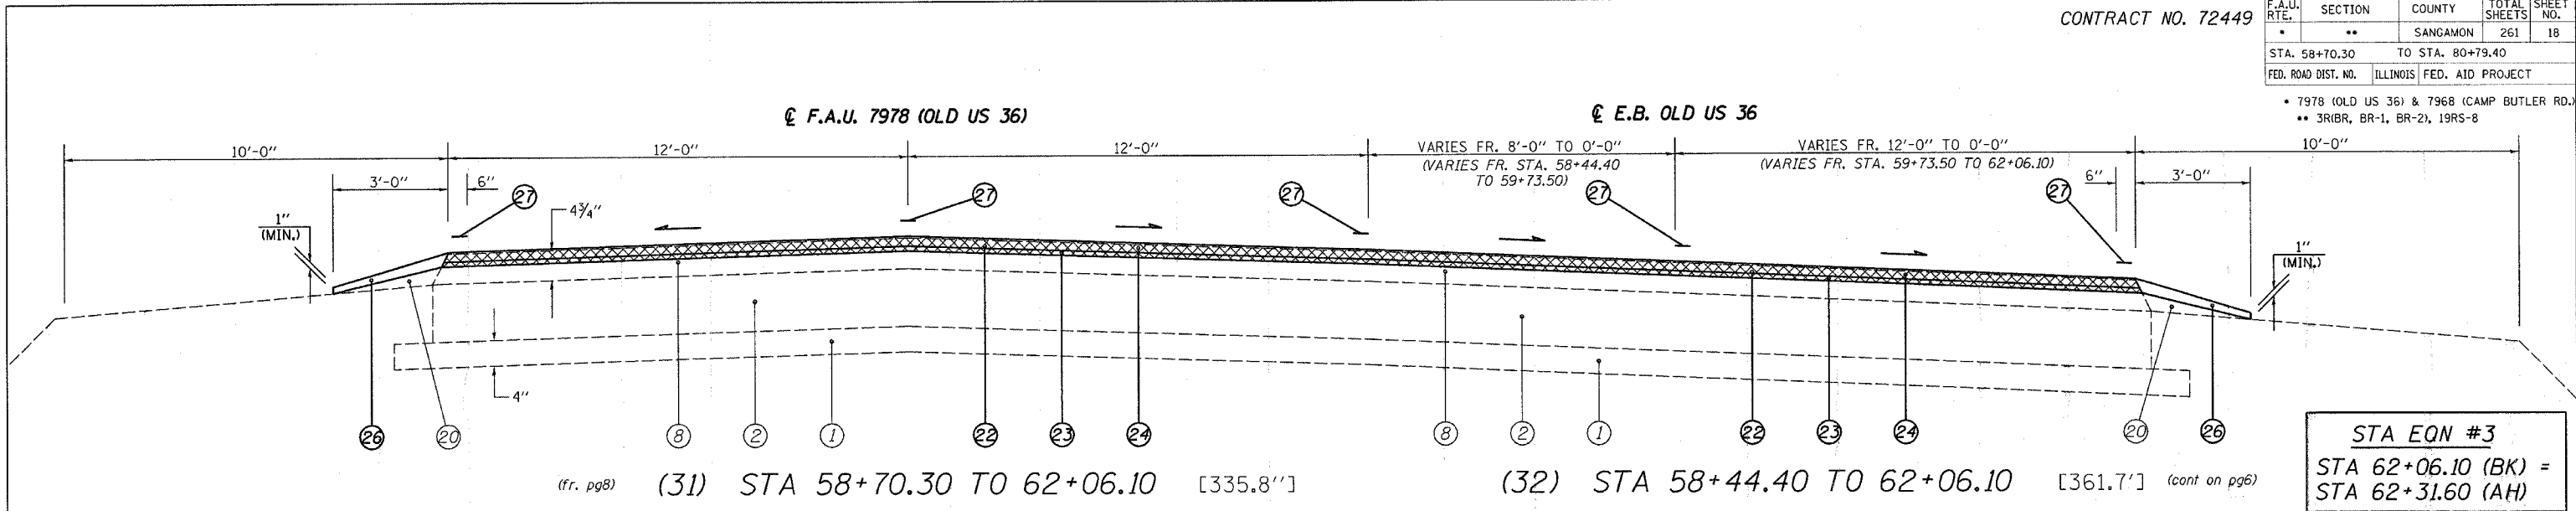 CONTRACT NO. 72449
F.A.U. RTE. SECTION COUNTY TOTAL SHEETS SHEET NO.
• •• SANGAMON 261 18
STA. 58+70.30 TO STA. 80+79.40
FED. ROAD DIST. NO. ILLINOIS FED. AID PROJECT
• 7978 (OLD US 36) & 7968 (CAMP BUTLER RD.)
•• 3R(BR, BR-1, BR-2), 19RS-8
℄ F.A.U. 7978 (OLD US 36)
℄ E.B. OLD US 36
10'-0" 12'-0" 12'-0" VARIES FR. 8'-0" TO 0'-0" VARIES FR. 12'-0" TO 0'-0" 10'-0"
(VARIES FR. STA. 58+44.40
TO 59+73.50)
(VARIES FR. STA. 59+73.50 TO 62+06.10)
3'-0" 6" 6" 3'-0"
27 27 27 27 27
4¾"
1"
(MIN.)
1"
(MIN.)
4"
26 20 8 2 1 22 23 24 8 2 1 22 23 24 20 26
(fr. pg8) (31) STA 58+70.30 TO 62+06.10 [335.8'']
(32) STA 58+44.40 TO 62+06.10 [361.7'] (cont on pg6)
STA EQN #3
STA 62+06.10 (BK) =
STA 62+31.60 (AH)